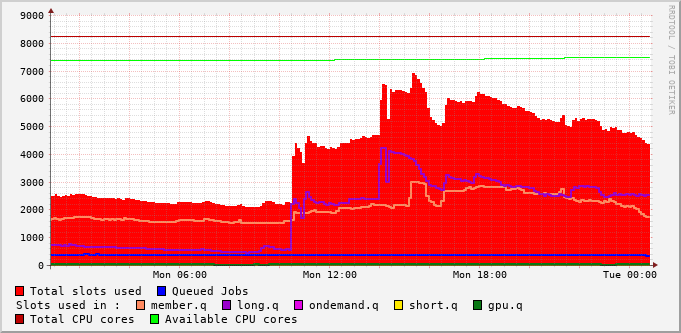 9000
8000
7000
6000
5000
4000
3000
2000
1000
0
Mon 06:00 Mon 12:00 Mon 18:00 Tue 00:00
RRDTOOL / TOBI OETIKER
Total slots used Queued Jobs
Slots used in : member.q long.q ondemand.q short.q gpu.q
Total CPU cores Available CPU cores